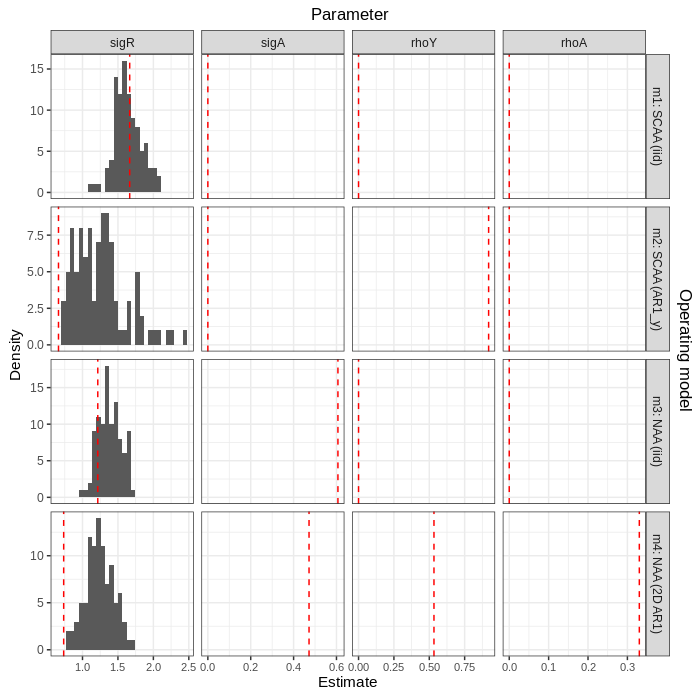 Parameter
sigR sigA rhoY rhoA
15
10
5
0
m1: SCAA (iid)
7.5
5.0
2.5
0.0
m2: SCAA (AR1_y)
15
10
5
0
m3: NAA (iid)
10
5
0
m4: NAA (2D AR1)
Density
Operating model
1.0 1.5 2.0 2.5 0.0 0.2 0.4 0.6 0.00 0.25 0.50 0.75 0.0 0.1 0.2 0.3
Estimate